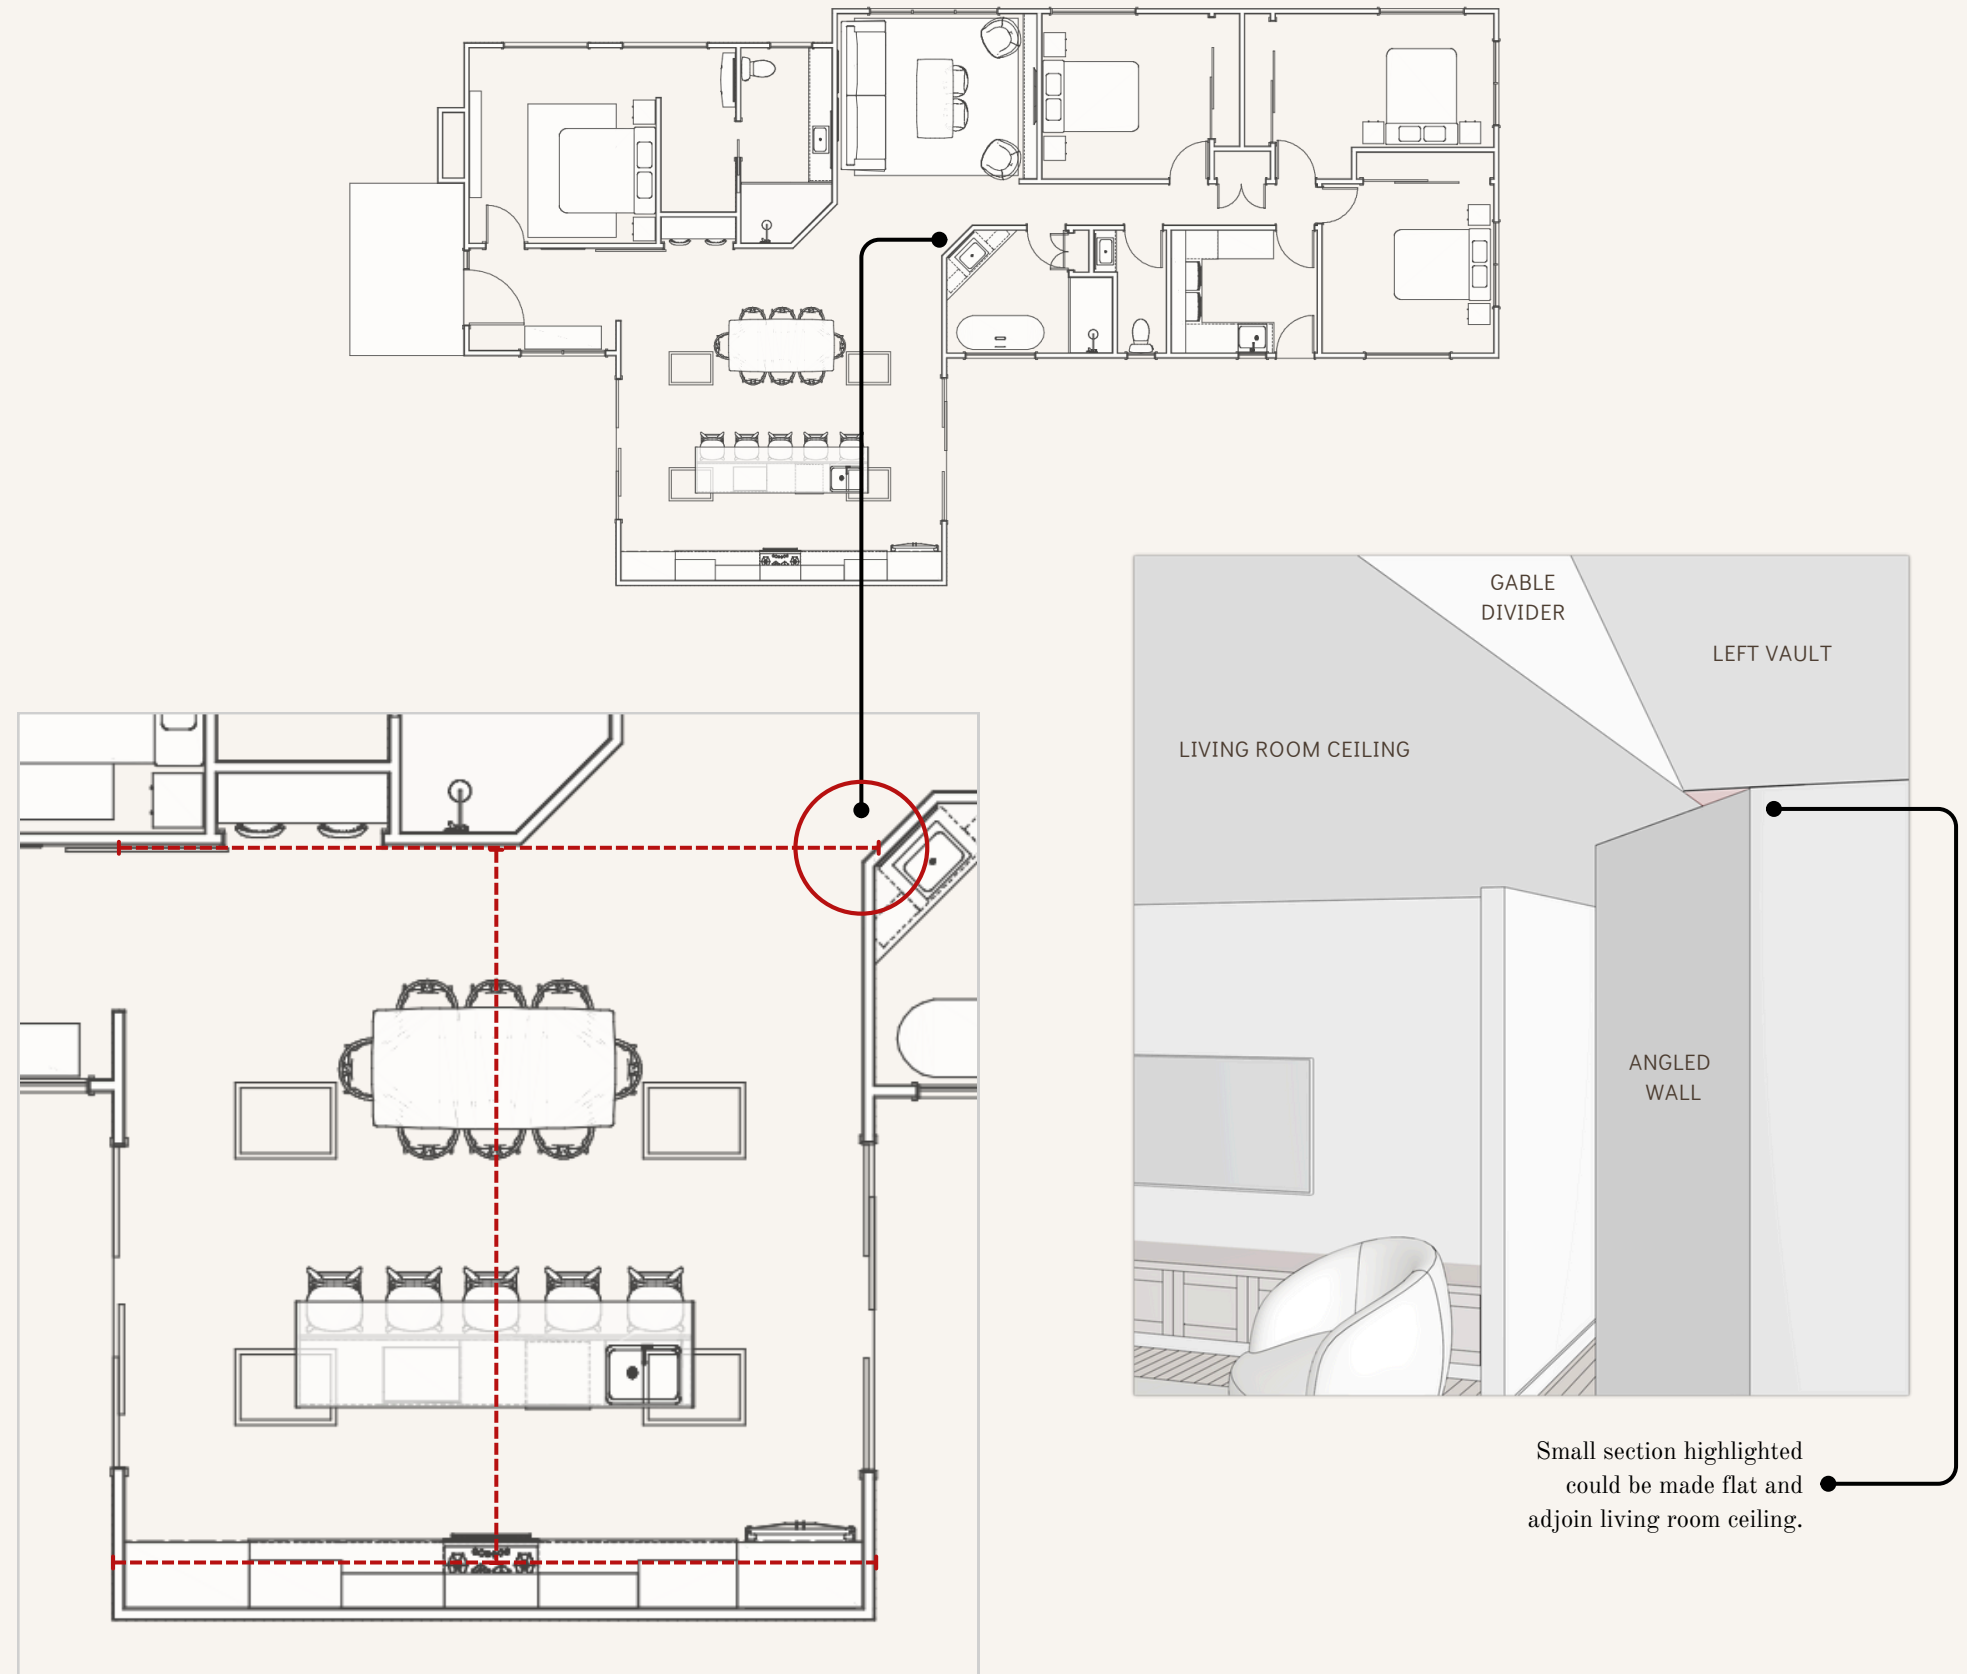 GABLE
DIVIDER
LEFT VAULT
LIVING ROOM CEILING
ANGLED
WALL
Small section highlighted
could be made flat and
adjoin living room ceiling.